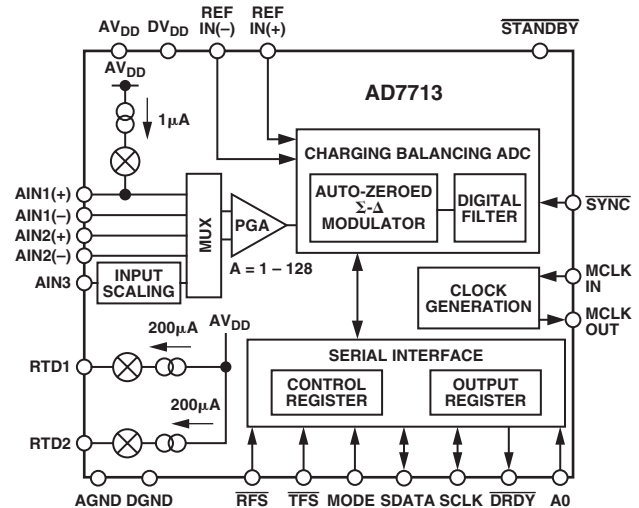 AVDD DVDD REF IN(–) REF IN(+) STANDBY
AVDD
AD7713
1µA
CHARGING BALANCING ADC
AUTO-ZEROED
Σ-Δ
MODULATOR
DIGITAL
FILTER
AIN1(+)
AIN1(–)
AIN2(+)
AIN2(–)
AIN3
MUX
PGA
A = 1 – 128
INPUT
SCALING
SYNC
MCLK
IN
CLOCK
GENERATION
MCLK
OUT
AVDD
200µA
RTD1
200µA
RTD2
SERIAL INTERFACE
CONTROL
REGISTER
OUTPUT
REGISTER
AGND DGND RFS TFS MODE SDATA SCLK DRDY A0